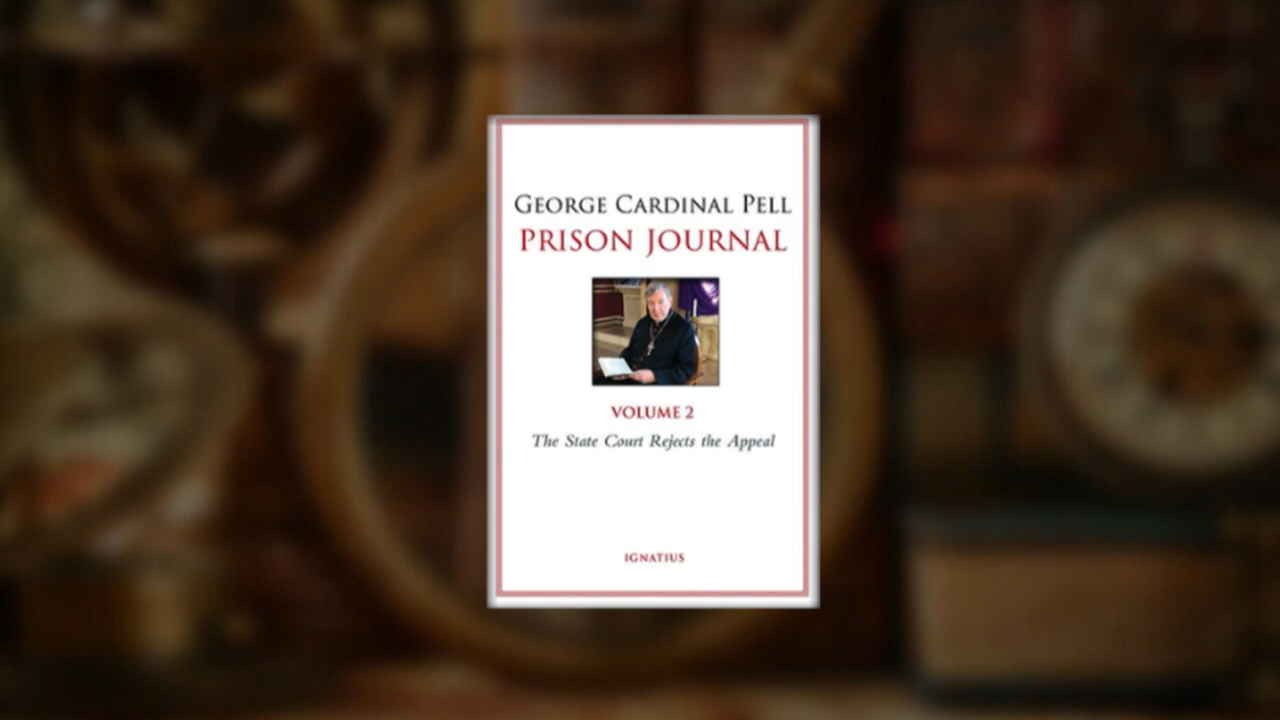 GEORGE CARDINAL PELL
PRISON JOURNAL
VOLUME 2
The State Court Rejects the Appeal
IGNATIUS